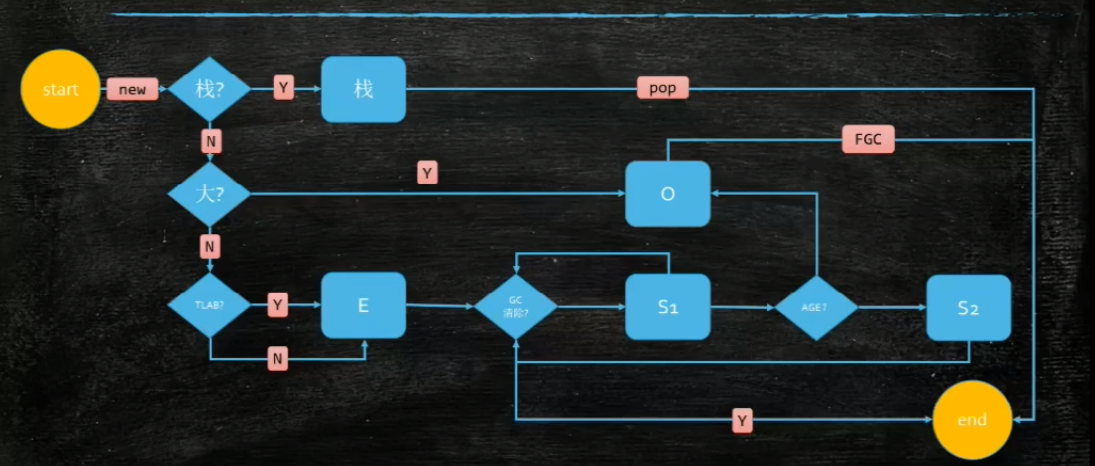 start
new
栈?
Y
栈
pop
N
FGC
Y
大?
O
N
TLAB?
Y
E
GC
清除?
S1
AGE?
S2
N
Y
end